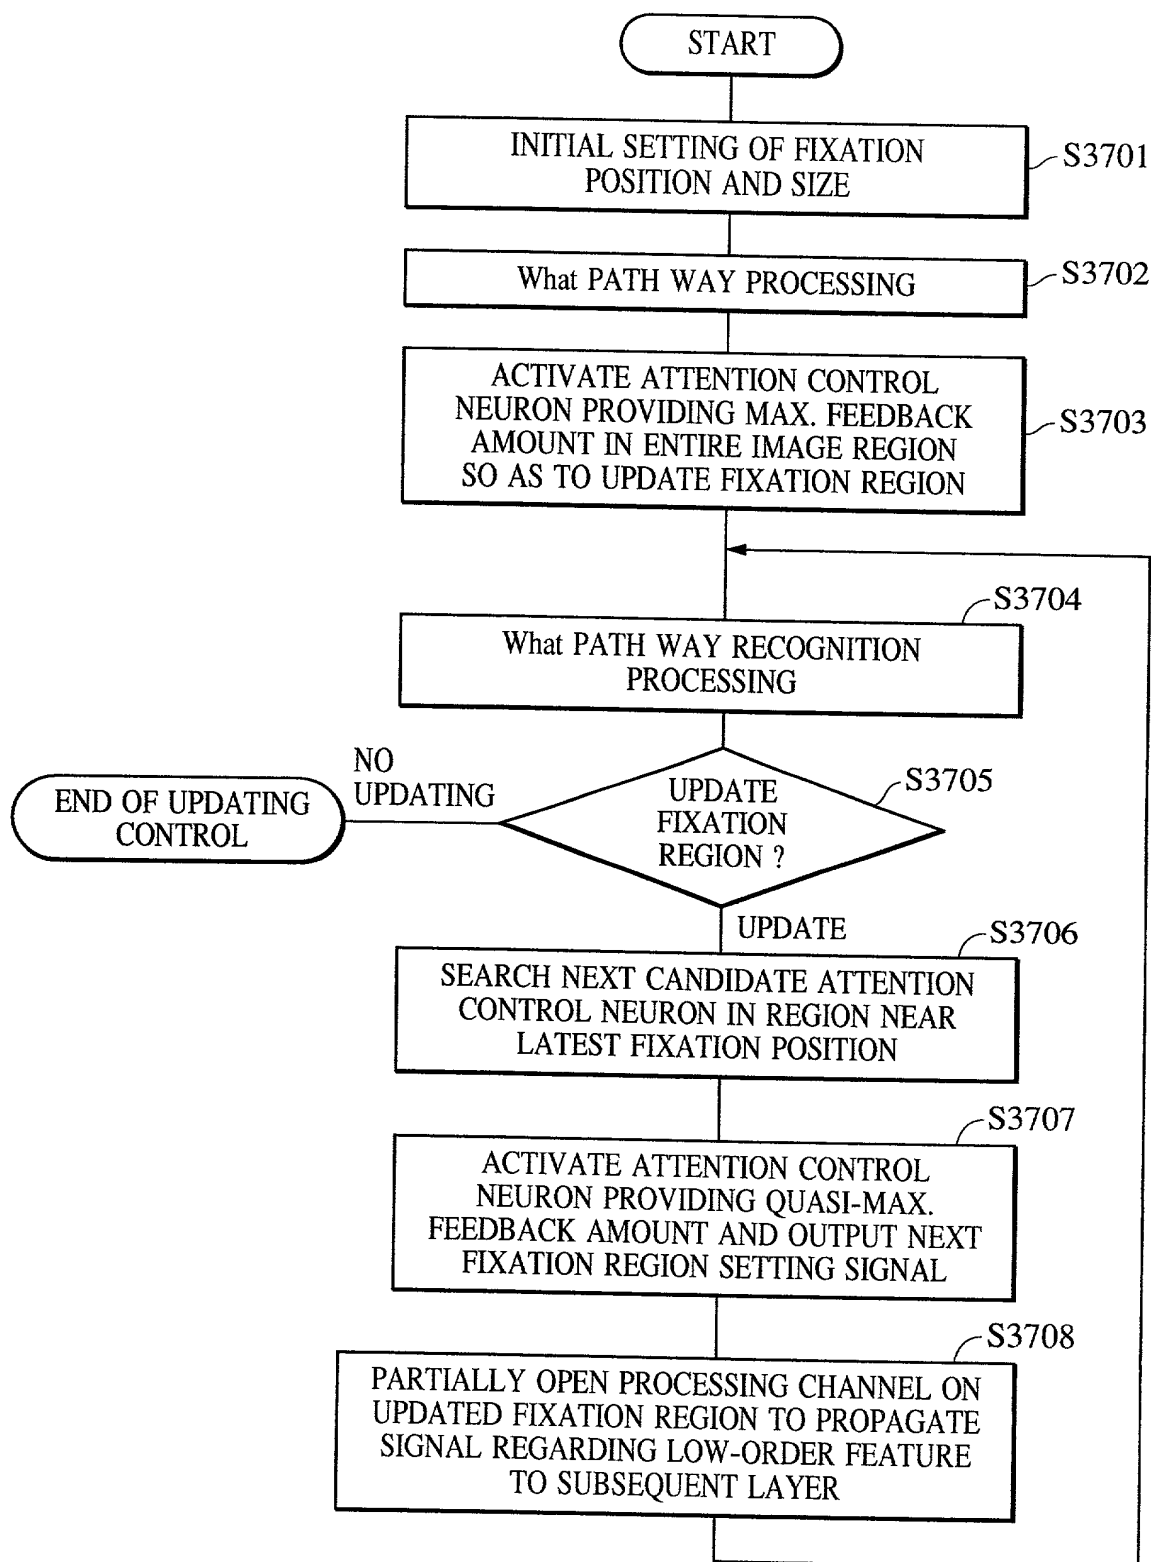 START
INITIAL SETTING OF FIXATION
POSITION AND SIZE
S3701
What PATH WAY PROCESSING
S3702
ACTIVATE ATTENTION CONTROL
NEURON PROVIDING MAX. FEEDBACK
AMOUNT IN ENTIRE IMAGE REGION
SO AS TO UPDATE FIXATION REGION
S3703
S3704
What PATH WAY RECOGNITION
PROCESSING
NO
UPDATING
S3705
UPDATE
FIXATION
REGION ?
END OF UPDATING
CONTROL
UPDATE
S3706
SEARCH NEXT CANDIDATE ATTENTION
CONTROL NEURON IN REGION NEAR
LATEST FIXATION POSITION
S3707
ACTIVATE ATTENTION CONTROL
NEURON PROVIDING QUASI-MAX.
FEEDBACK AMOUNT AND OUTPUT NEXT
FIXATION REGION SETTING SIGNAL
S3708
PARTIALLY OPEN PROCESSING CHANNEL ON
UPDATED FIXATION REGION TO PROPAGATE
SIGNAL REGARDING LOW-ORDER FEATURE
TO SUBSEQUENT LAYER